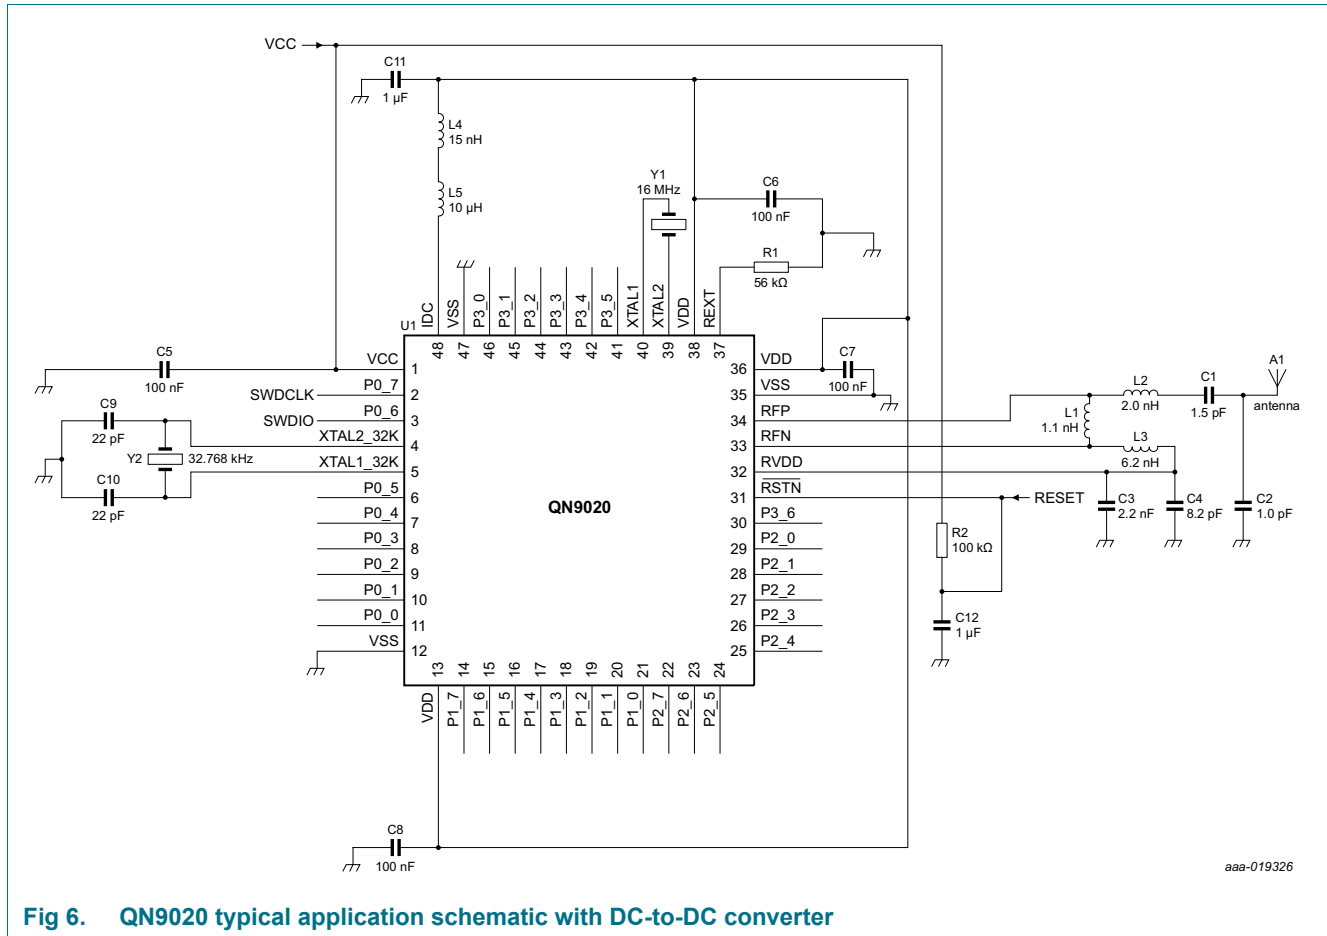 VCC
C11
1 µF
L4
15 nH
L5
10 µH
Y1
16 MHz
C6
100 nF
R1
56 kΩ
U1
IDC
VSS
P3_0
P3_1
P3_2
P3_3
P3_4
P3_5
XTAL1
XTAL2
VDD
REXT
48
47
46
45
44
43
42
41
40
39
38
37
C5
100 nF
VCC
1
SWDCLK
P0_7
2
SWDIO
P0_6
3
C9
22 pF
XTAL2_32K
4
Y2
32.768 kHz
XTAL1_32K
5
C10
22 pF
P0_5
6
P0_4
7
P0_3
8
P0_2
9
P0_1
10
P0_0
11
VSS
12
QN9020
36
VDD
C7
100 nF
35
VSS
34
RFP
33
RFN
32
RVDD
31
RSTN
RESET
30
P3_6
29
P2_0
28
P2_1
27
P2_2
26
P2_3
25
P2_4
L1
1.1 nH
L2
2.0 nH
C1
1.5 pF
A1
antenna
L3
6.2 nH
C3
2.2 nF
C4
8.2 pF
C2
1.0 pF
R2
100 kΩ
C12
1 µF
13
14
15
16
17
18
19
20
21
22
23
24
VDD
P1_7
P1_6
P1_5
P1_4
P1_3
P1_2
P1_1
P1_0
P2_7
P2_6
P2_5
C8
100 nF
aaa-019326
Fig 6. QN9020 typical application schematic with DC-to-DC converter